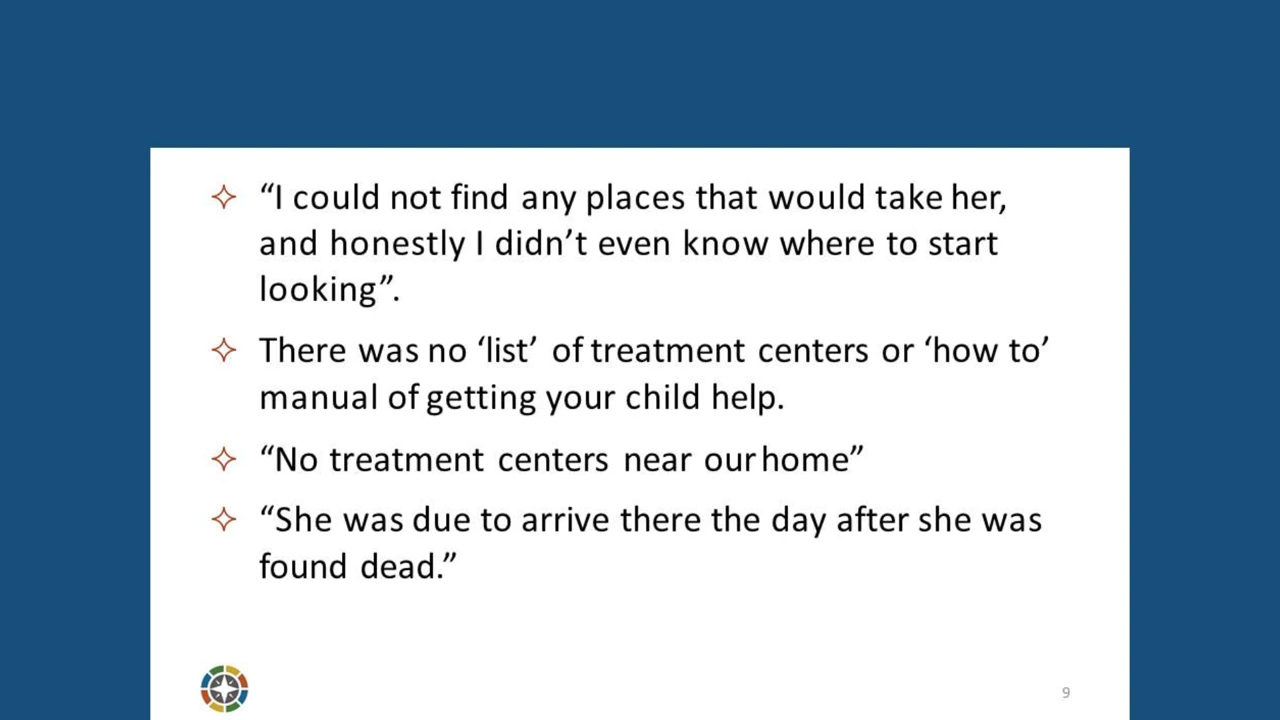 “I could not find any places that would take her,
and honestly I didn’t even know where to start
looking”.
There was no ‘list’ of treatment centers or ‘how to’
manual of getting your child help.
“No treatment centers near our home”
“She was due to arrive there the day after she was
found dead.”
9